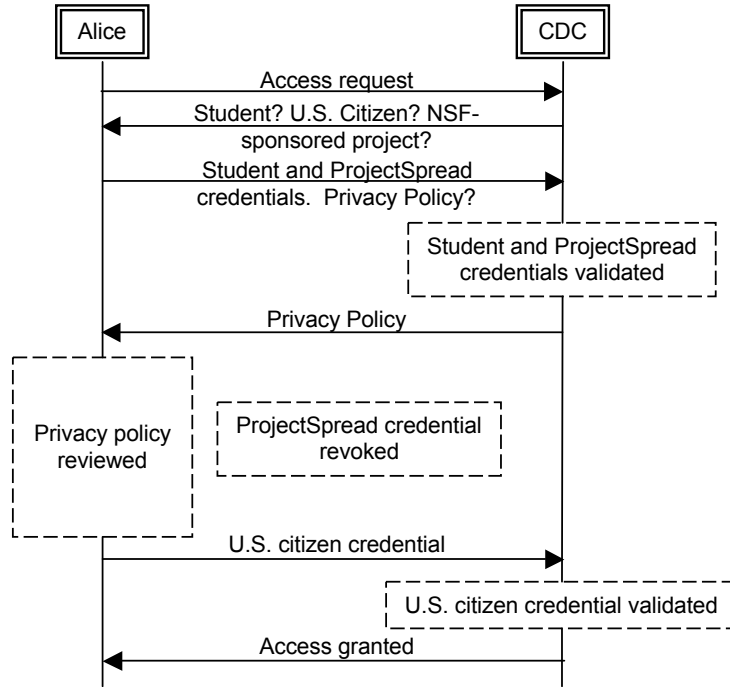 Alice
CDC
Access request
Student? U.S. Citizen? NSF-
sponsored project?
Student and ProjectSpread
credentials.  Privacy Policy?
Student and ProjectSpread
credentials validated
Privacy Policy
Privacy policy
reviewed
ProjectSpread credential
revoked
U.S. citizen credential
U.S. citizen credential validated
Access granted